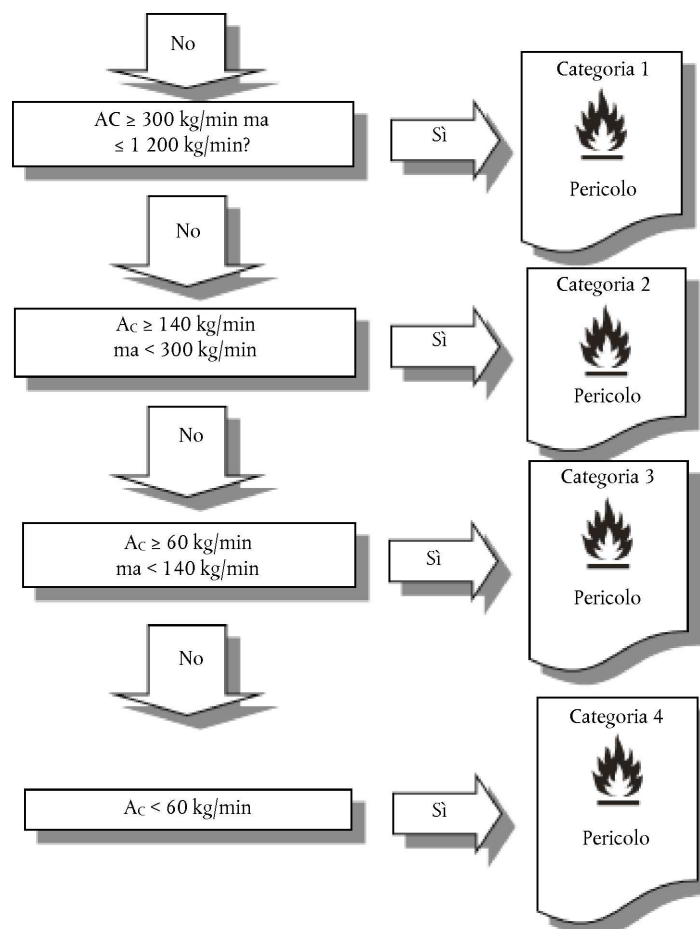 No
AC ≥ 300 kg/min ma
≤ 1 200 kg/min?
Sì
Categoria 1
Pericolo
No
AC ≥ 140 kg/min
ma < 300 kg/min
Sì
Categoria 2
Pericolo
No
AC ≥ 60 kg/min
ma < 140 kg/min
Sì
Categoria 3
Pericolo
No
AC < 60 kg/min
Sì
Categoria 4
Pericolo